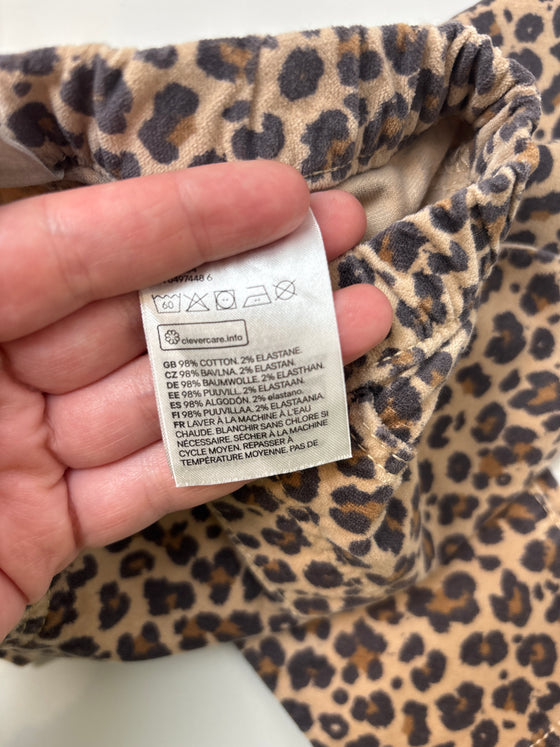 60
clevercare.info
GB 98% COTTON. 2% ELASTANE.
CZ 98% BAVLNA. 2% ELASTAN.
DE 98% BAUMWOLLE. 2% ELASTHAN.
EE 98% PUUVILL. 2% ELASTAAN.
ES 98% ALGODÓN. 2% ELASTANO.
FI 98% PUUVILLAA. 2% ELASTAANIA.
FR LAVER À LA MACHINE À L'EAU
CHAUDE. BLANCHIR SANS CHLORE SI
NÉCESSAIRE. SÉCHER À LA MACHINE
CYCLE MOYEN. REPASSER À
TEMPÉRATURE MOYENNE. PAS DE